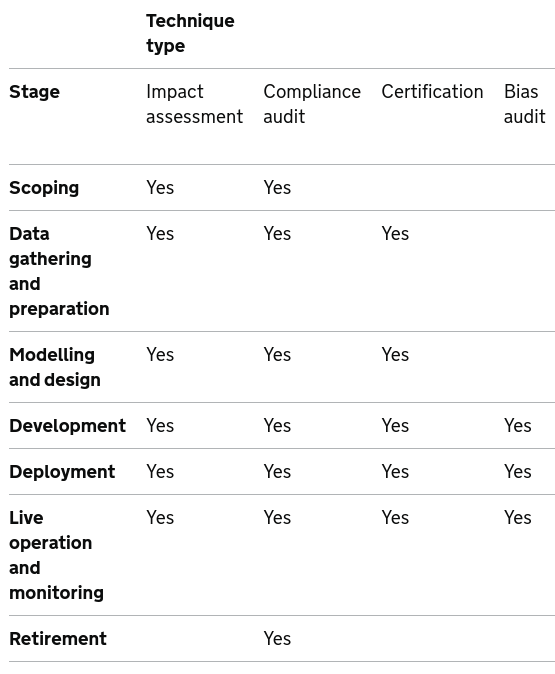 Technique
type
Stage Impact Compliance Certification Bias
assessment audit audit
Scoping Yes Yes
Data Yes Yes Yes
gathering
and
preparation
Modelling Yes Yes Yes
and design
Development Yes Yes Yes Yes
Deployment Yes Yes Yes Yes
Live Yes Yes Yes Yes
operation
and
monitoring
Retirement Yes